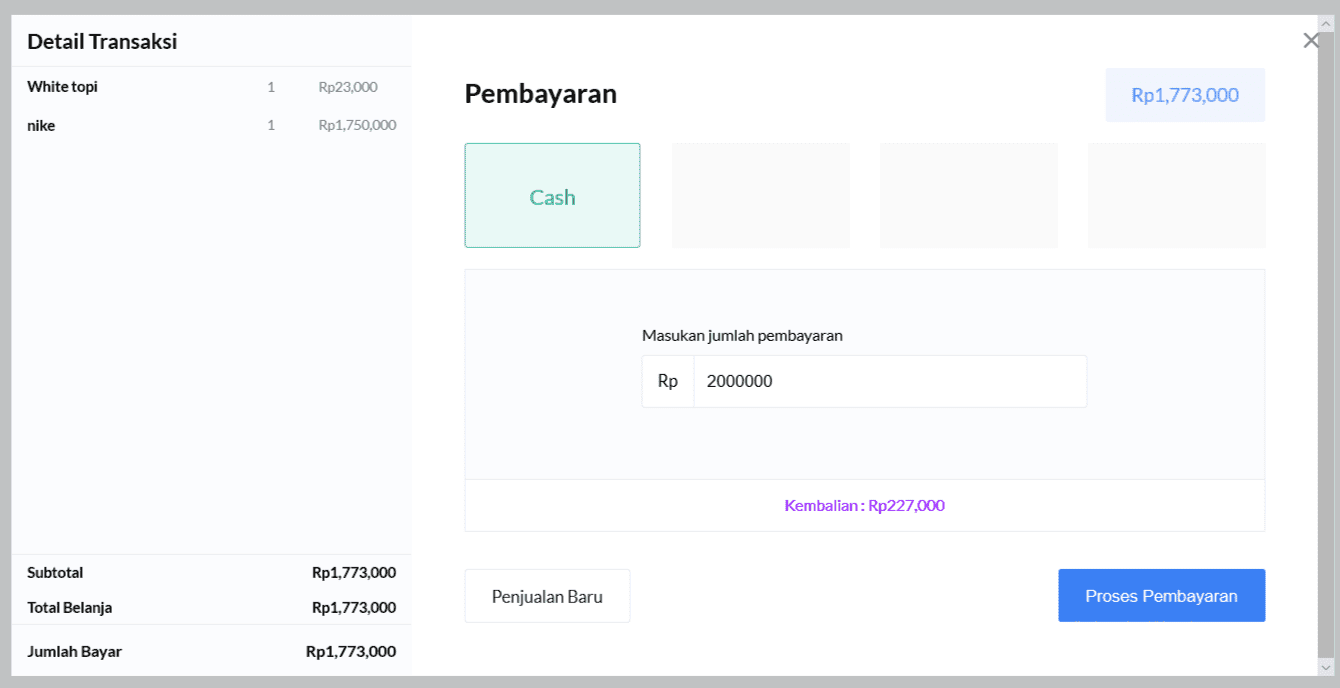 Detail Transaksi
White topi 1 Rp23,000
nike 1 Rp1,750,000
Subtotal Rp1,773,000
Total Belanja Rp1,773,000
Jumlah Bayar Rp1,773,000
Pembayaran
Rp1,773,000
Cash
Masukan jumlah pembayaran
Rp 2000000
Kembalian : Rp227,000
Penjualan Baru
Proses Pembayaran